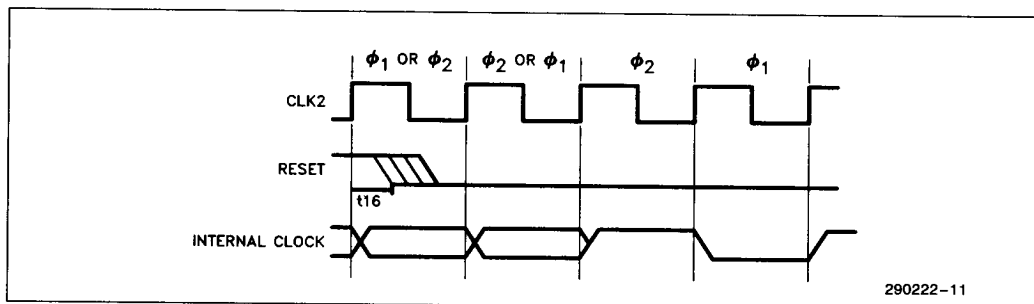 ϕ1 OR ϕ2 ϕ2 OR ϕ1 ϕ2 ϕ1
CLK2
RESET
t16
INTERNAL CLOCK
290222-11